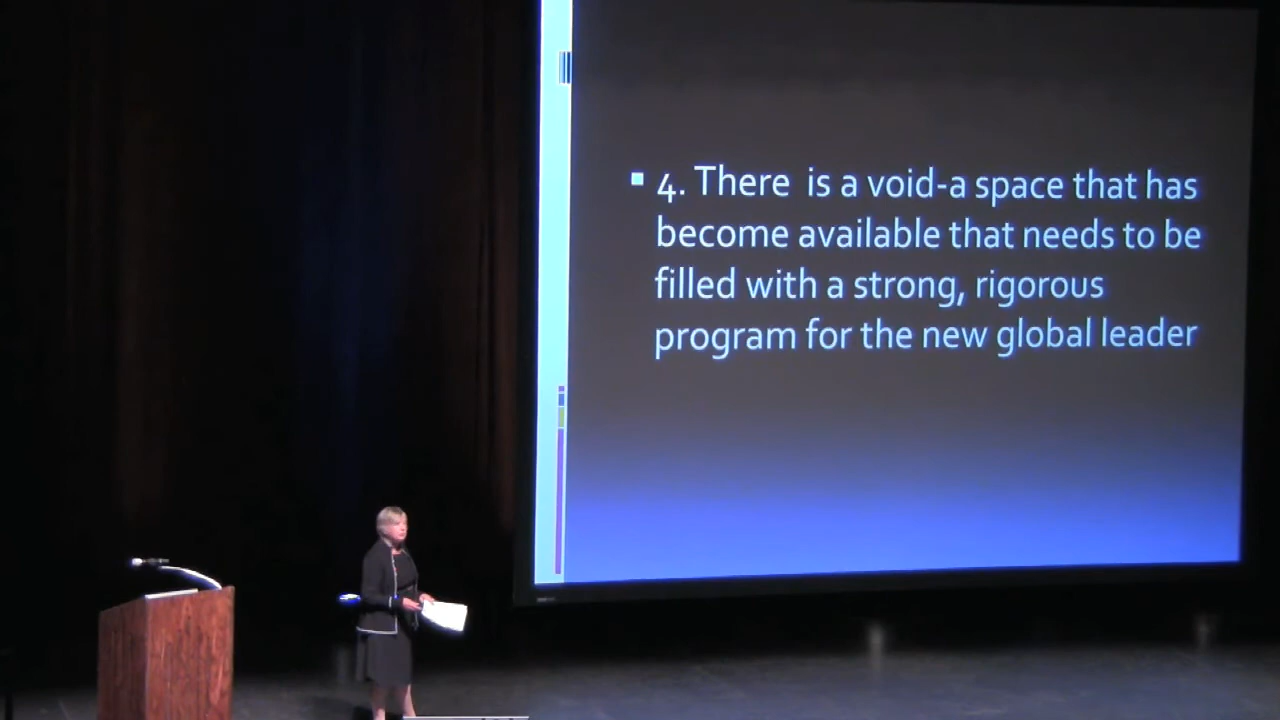 ▪ 4. There is a void-a space that has
become available that needs to be
filled with a strong, rigorous
program for the new global leader